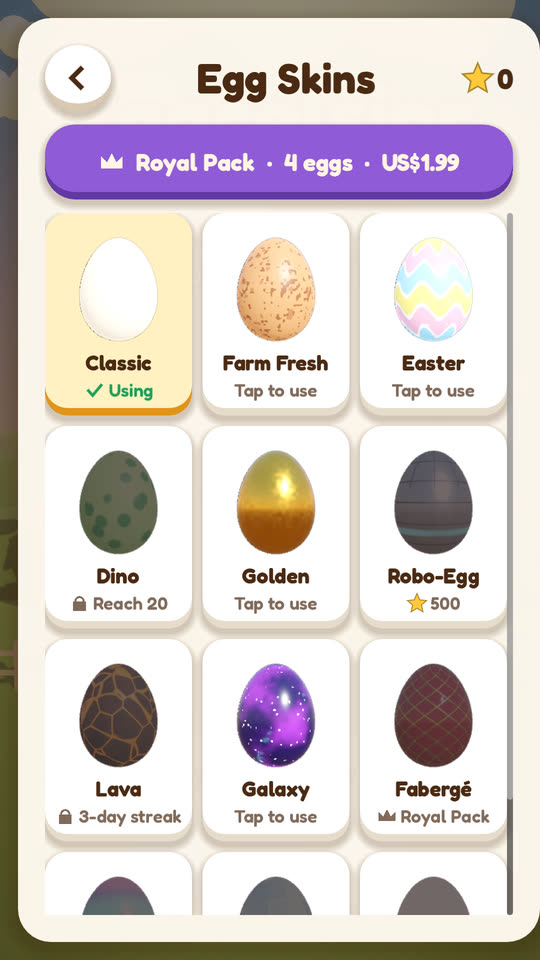 Egg Skins
0
Royal Pack · 4 eggs · US$1.99
Classic
Farm Fresh
Easter
Using
Tap to use
Tap to use
Dino
Golden
Robo-Egg
Reach 20
Tap to use
500
Lava
Galaxy
Fabergé
3-day streak
Tap to use
Royal Pack